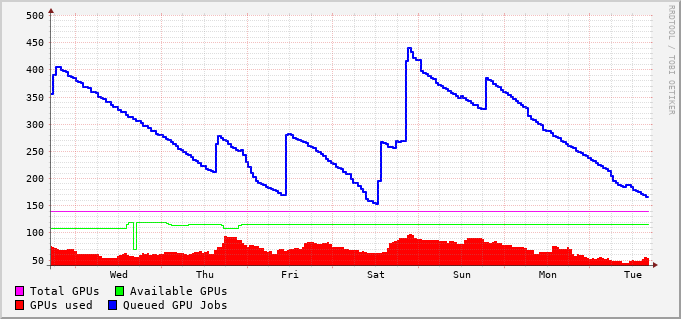 500
450
400
350
300
250
200
150
100
50
Wed Thu Fri Sat Sun Mon Tue
Total GPUs Available GPUs
GPUs used Queued GPU Jobs
RRDTOOL / TOBI OETIKER